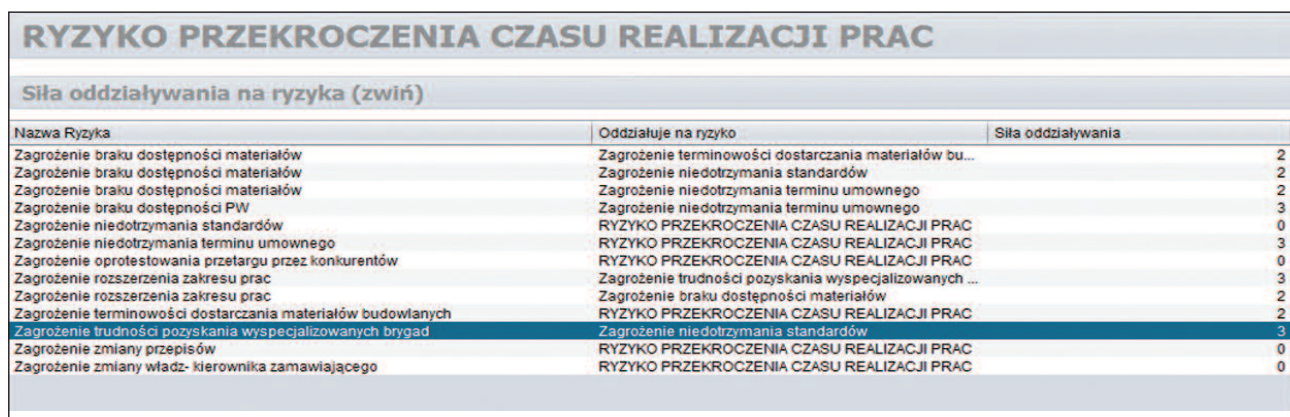 RYZYKO PRZEKROCZENIA CZASU REALIZACJI PRAC
Siła oddziaływania na ryzyka (zwiń)
Nazwa Ryzyka Oddziałuje na ryzyko Siła oddziaływania
Zagrożenie braku dostępności materiałów Zagrożenie terminowości dostarczania materiałów bu... 2
Zagrożenie braku dostępności materiałów Zagrożenie niedotrzymania standardów 2
Zagrożenie braku dostępności materiałów Zagrożenie niedotrzymania terminu umownego 2
Zagrożenie braku dostępności PW Zagrożenie niedotrzymania terminu umownego 3
Zagrożenie niedotrzymania standardów RYZYKO PRZEKROCZENIA CZASU REALIZACJI PRAC 0
Zagrożenie niedotrzymania terminu umownego RYZYKO PRZEKROCZENIA CZASU REALIZACJI PRAC 3
Zagrożenie oprotestowania przetargu przez konkurentów RYZYKO PRZEKROCZENIA CZASU REALIZACJI PRAC 0
Zagrożenie rozszerzenia zakresu prac Zagrożenie trudności pozyskania wyspecjalizowanych ... 3
Zagrożenie rozszerzenia zakresu prac Zagrożenie braku dostępności materiałów 2
Zagrożenie terminowości dostarczania materiałów budowlanych RYZYKO PRZEKROCZENIA CZASU REALIZACJI PRAC 2
Zagrożenie trudności pozyskania wyspecjalizowanych brygad Zagrożenie niedotrzymania standardów 3
Zagrożenie zmiany przepisów RYZYKO PRZEKROCZENIA CZASU REALIZACJI PRAC 0
Zagrożenie zmiany władz- kierownika zamawiającego RYZYKO PRZEKROCZENIA CZASU REALIZACJI PRAC 0